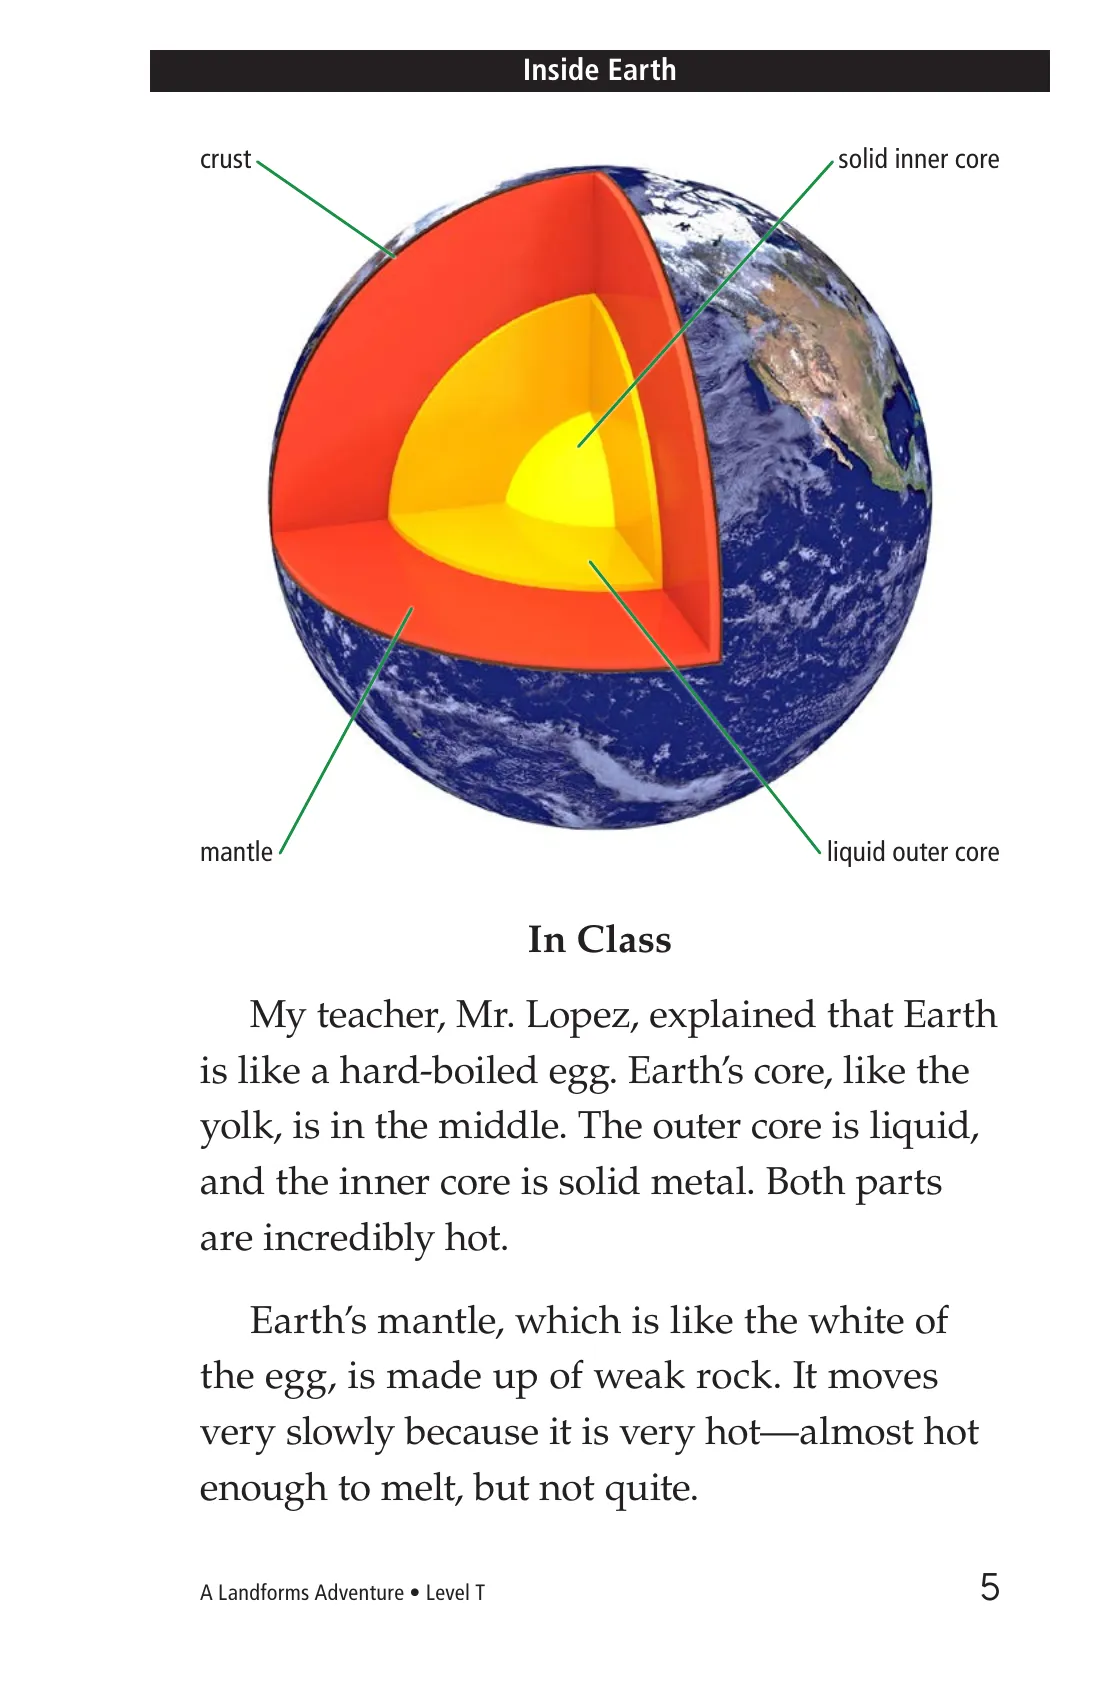 Inside Earth
crust
solid inner core
mantle
liquid outer core
In Class
My teacher, Mr. Lopez, explained that Earth
is like a hard-boiled egg. Earth’s core, like the
yolk, is in the middle. The outer core is liquid,
and the inner core is solid metal. Both parts
are incredibly hot.
Earth’s mantle, which is like the white of
the egg, is made up of weak rock. It moves
very slowly because it is very hot—almost hot
enough to melt, but not quite.
A Landforms Adventure • Level T
5